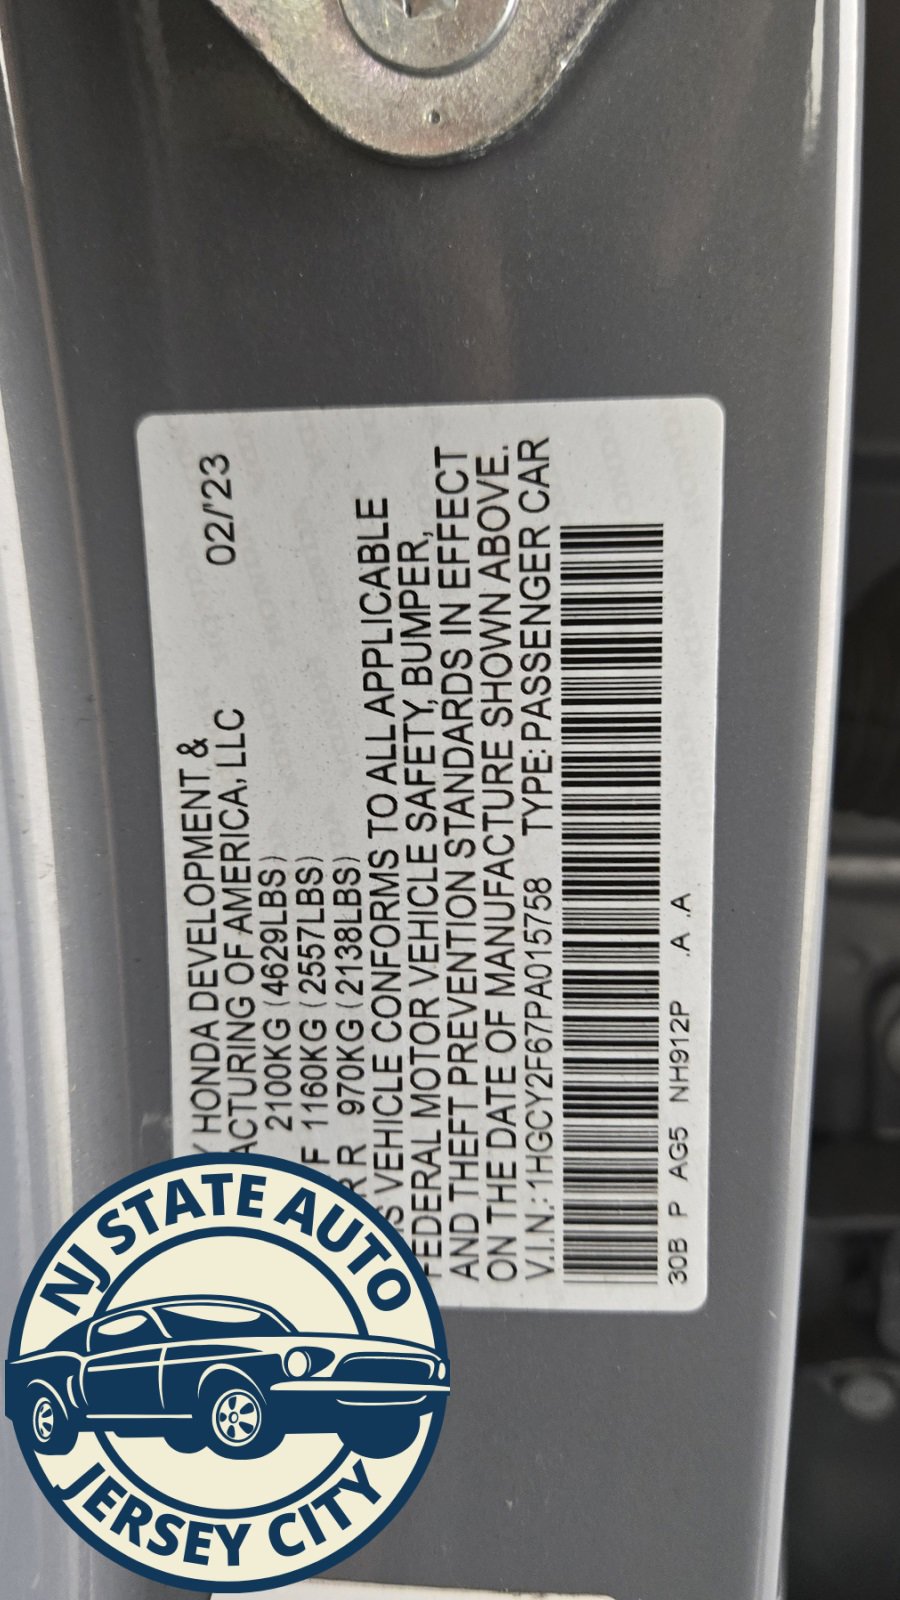 Y HONDA DEVELOPMENT & 02/'23
ACTURING OF AMERICA, LLC
2100KG (4629LBS)
F 1160KG (2557LBS)
R R 970KG (2138LBS)
VEHICLE CONFORMS TO ALL APPLICABLE
FEDERAL MOTOR VEHICLE SAFETY, BUMPER,
AND THEFT PREVENTION STANDARDS IN EFFECT
ON THE DATE OF MANUFACTURE SHOWN ABOVE.
V.I.N.:1HGCY2F67PA015758 TYPE:PASSENGER CAR
30B P AG5 NH912P .A .A
NJ STATE AUTO
JERSEY CITY